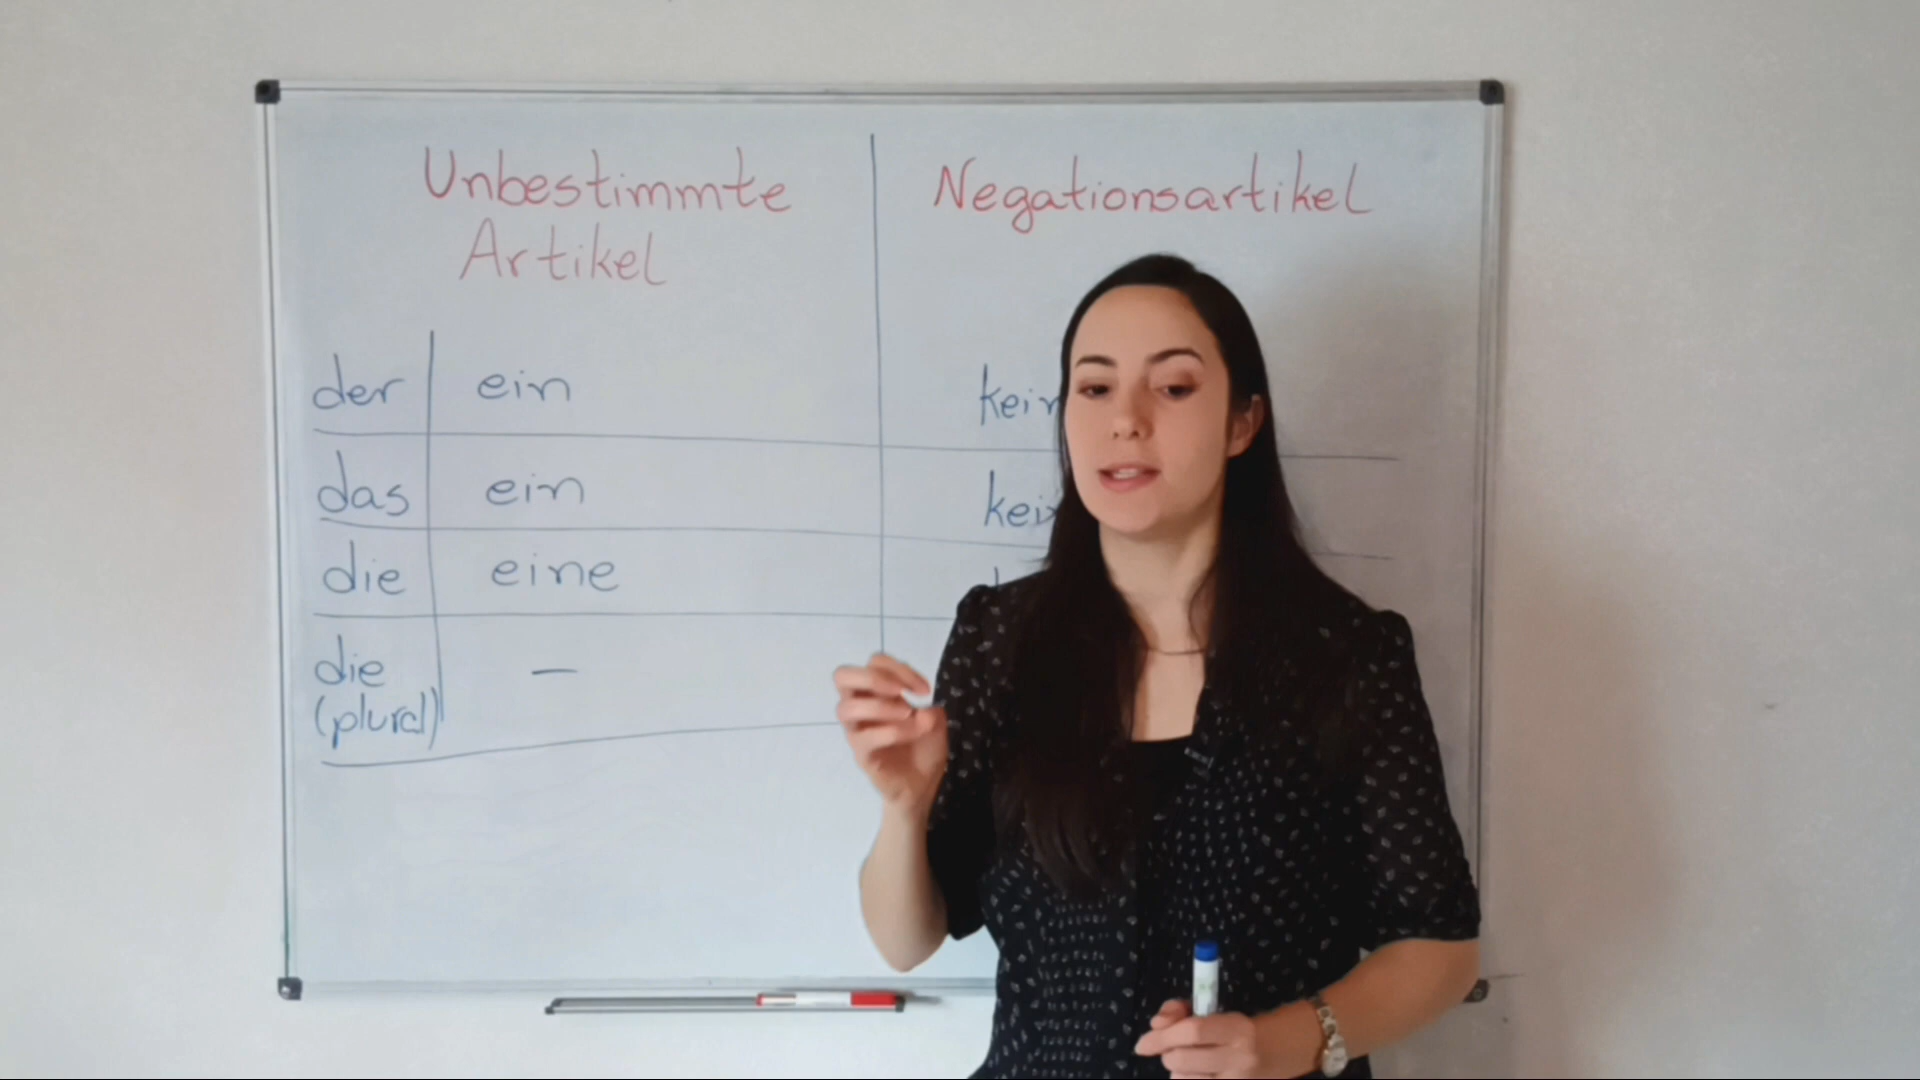 Unbestimmte
Artikel
Negationsartikel
der ein
das ein
die eine
die –
(plural)